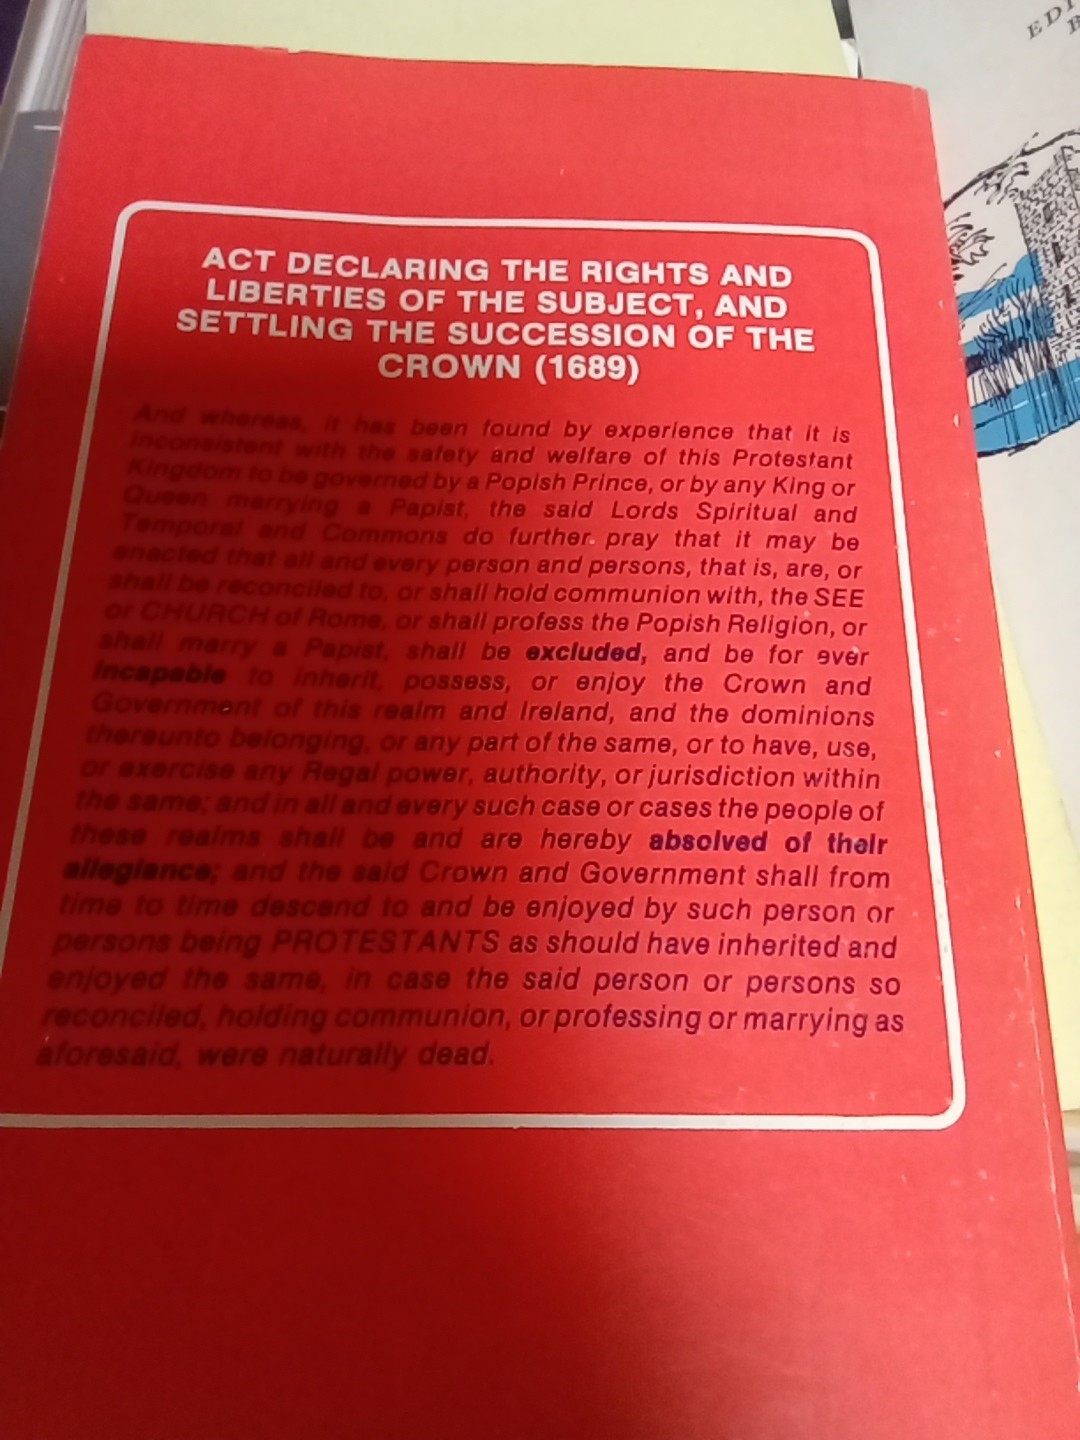 EDI
B
ACT DECLARING THE RIGHTS AND
LIBERTIES OF THE SUBJECT, AND
SETTLING THE SUCCESSION OF THE
CROWN (1689)
And whereas, it has been found by experience that it is
inconsistent with the safety and welfare of this Protestant
Kingdom to be governed by a Popish Prince, or by any King or
Queen marrying a Papist, the said Lords Spiritual and
Temporal and Commons do further pray that it may be
enacted that all and every person and persons, that is, are, or
shall be reconciled to, or shall hold communion with, the SEE
or CHURCH of Rome, or shall profess the Popish Religion, or
shall marry a Papist, shall be excluded, and be for ever
incapable to inherit, possess, or enjoy the Crown and
Government of this realm and Ireland, and the dominions
thereunto belonging, or any part of the same, or to have, use,
or exercise any Regal power, authority, or jurisdiction within
the same; and in all and every such case or cases the people of
these realms shall be and are hereby absolved of their
allegiance; and the said Crown and Government shall from
time to time descend to and be enjoyed by such person or
persons being PROTESTANTS as should have inherited and
enjoyed the same, in case the said person or persons so
reconciled, holding communion, or professing or marrying as
aforesaid, were naturally dead.